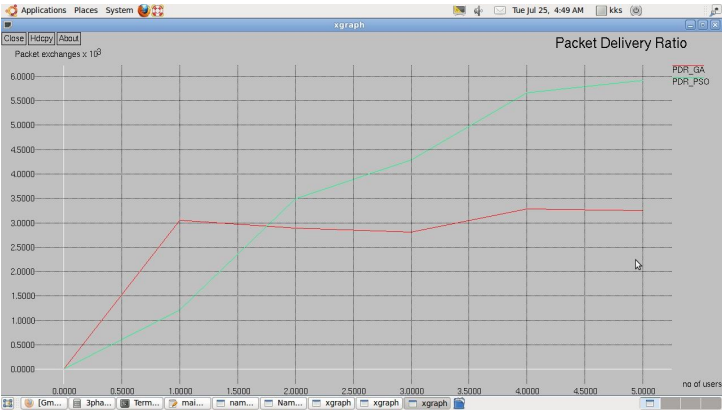 Applications Places System Tue Jul 25, 4:49 AM kks
xgraph
Close Hdcpy About
Packet Delivery Ratio
Packet exchanges x 10³
PDR_GA
PDR_PSO
6.0000
5.5000
5.0000
4.5000
4.0000
3.5000
3.0000
2.5000
2.0000
1.5000
1.0000
0.5000
0.0000
0.0000 0.5000 1.0000 1.5000 2.0000 2.5000 3.0000 3.5000 4.0000 4.5000 5.0000
no of users
[Gm... 3pha... Term... mai... nam... Nam... xgraph xgraph xgraph